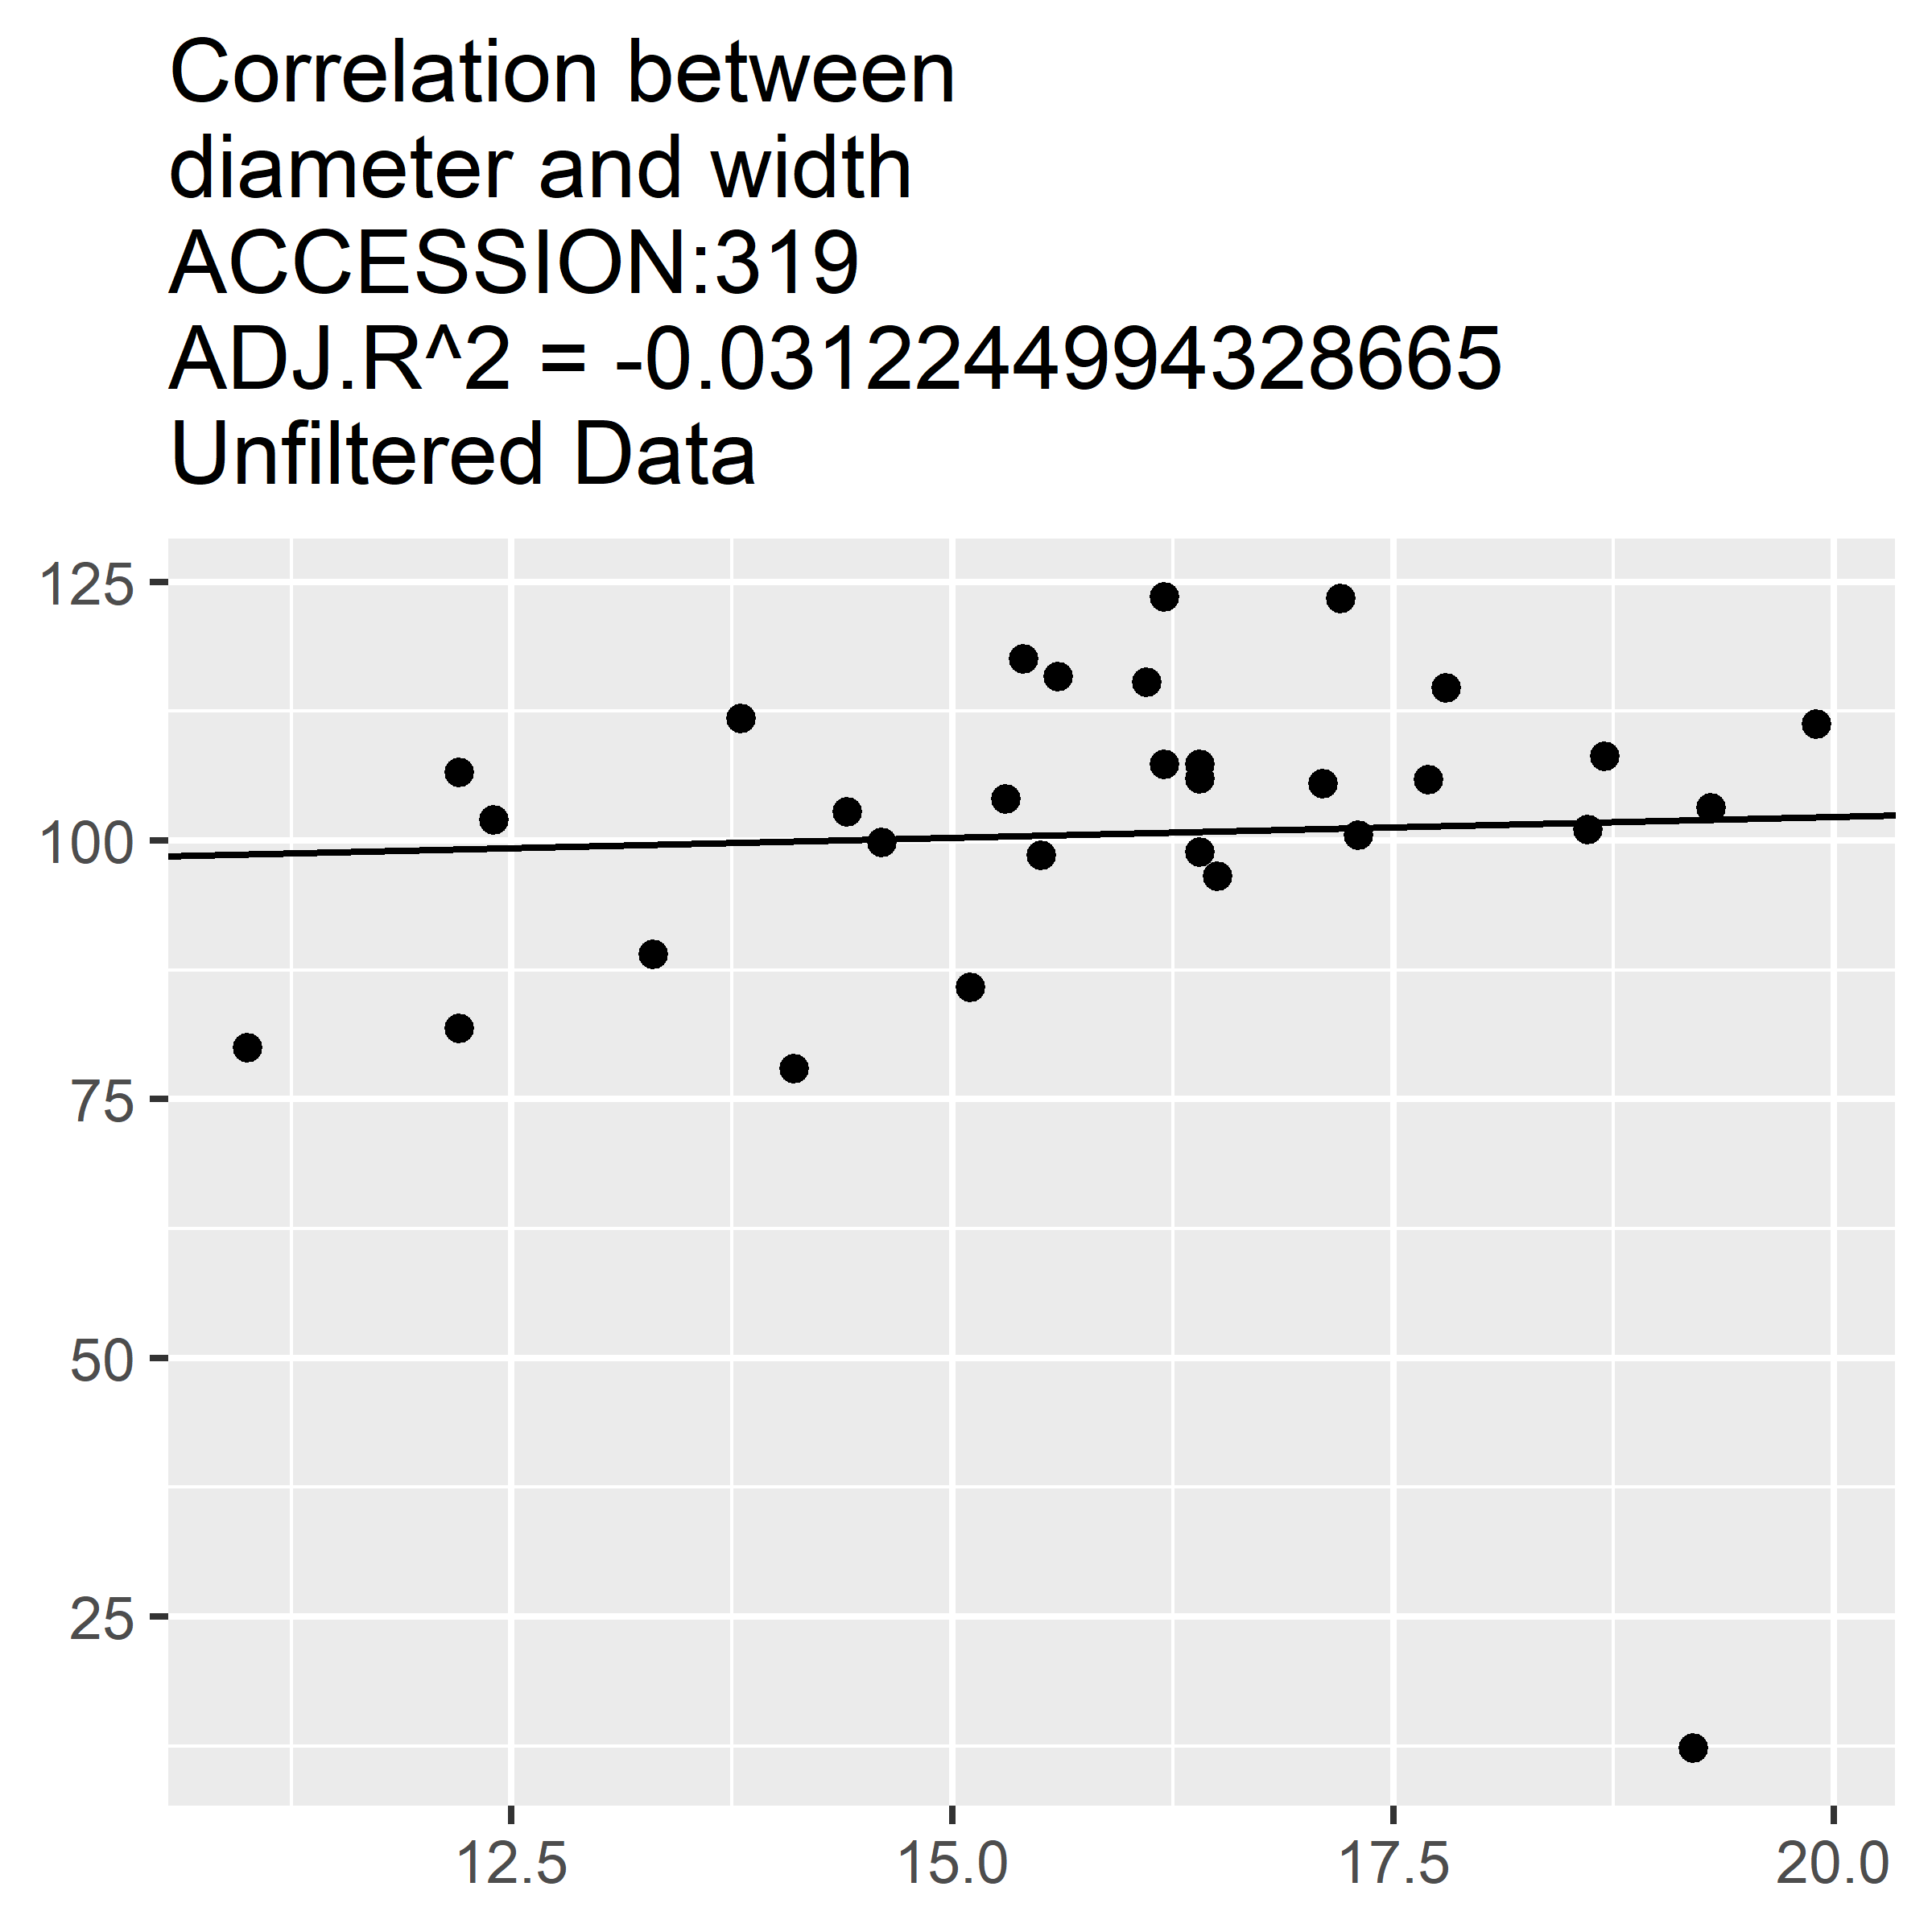 Correlation between
diameter and width
ACCESSION:319
ADJ.R^2 = -0.0312244994328665
Unfiltered Data
125
100
75
50
25
12.5
15.0
17.5
20.0